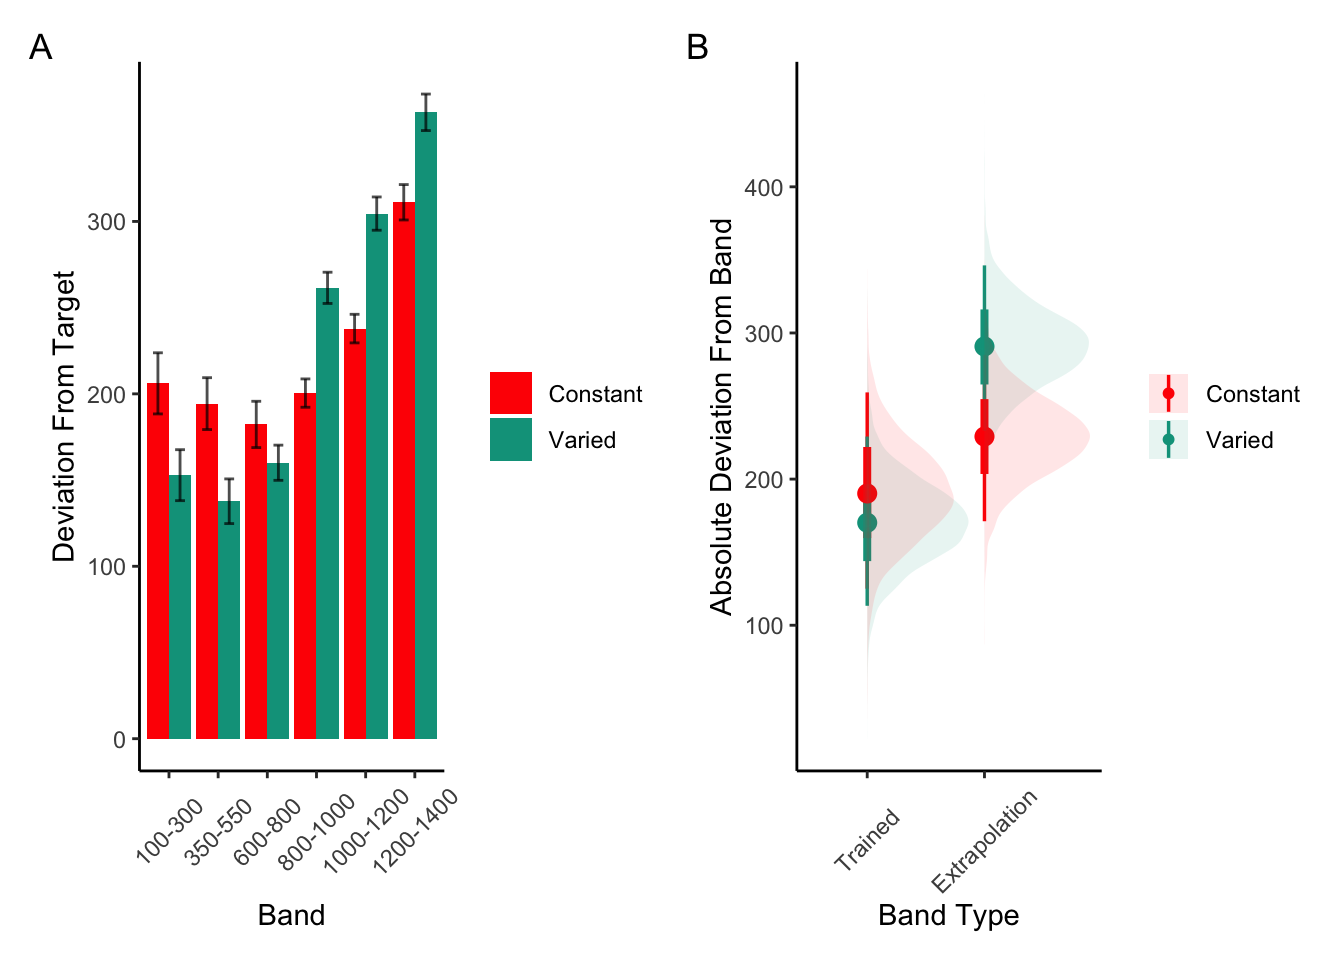 A
Deviation From Target
300
200
100
0
100-300
350-550
600-800
800-1000
1000-1200
1200-1400
Band
Constant
Varied
B
Absolute Deviation From Band
400
300
200
100
Trained
Extrapolation
Band Type
Constant
Varied